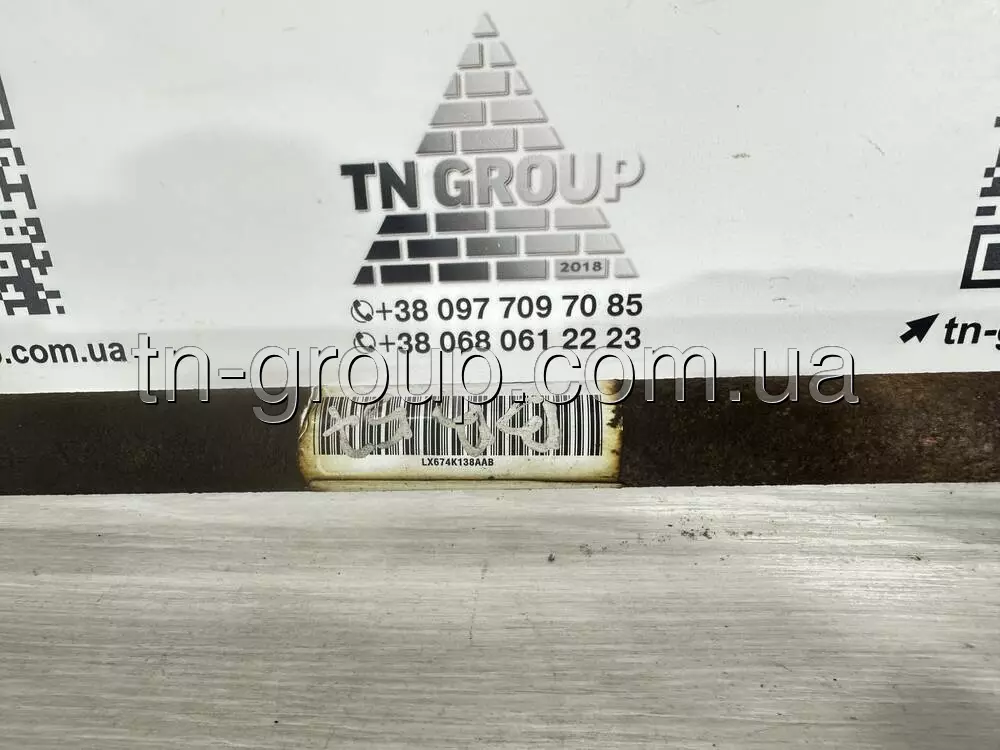 TN GROUP
2018
+38 097 709 70 85
+38 068 061 22 23
.com.ua
tn-g
tn-group.com.ua
LX674K138AAB